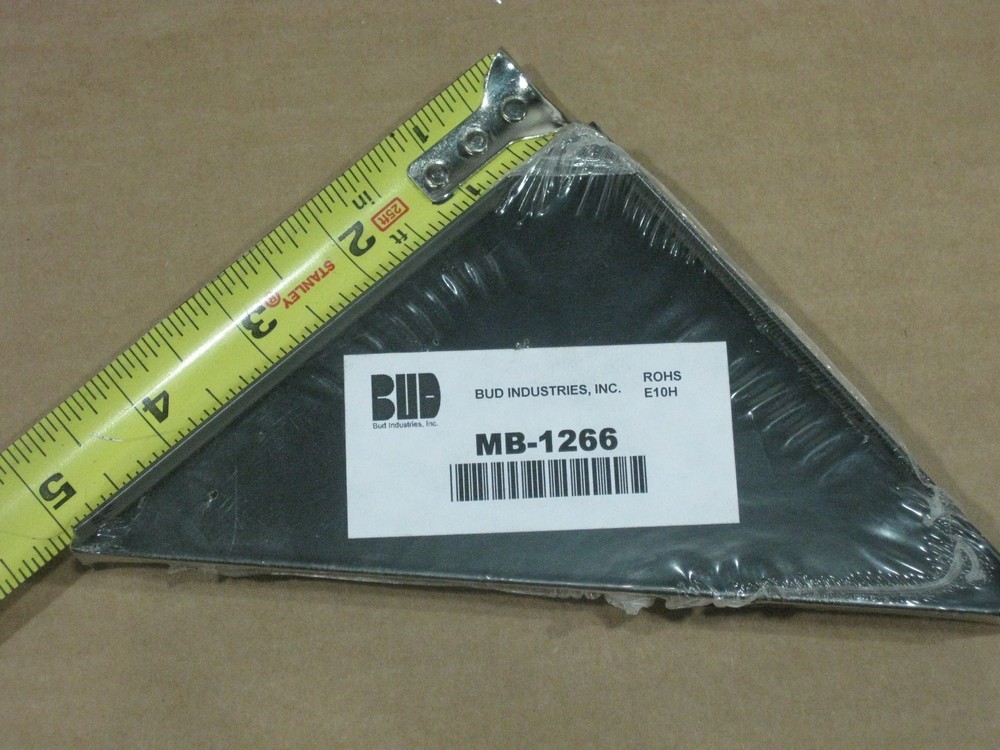 BUD
Bud Industries, Inc.
BUD INDUSTRIES, INC.
ROHS
E10H
MB-1266
1
1
in
25ft
ft
2
STANLEY
®
3
4
5